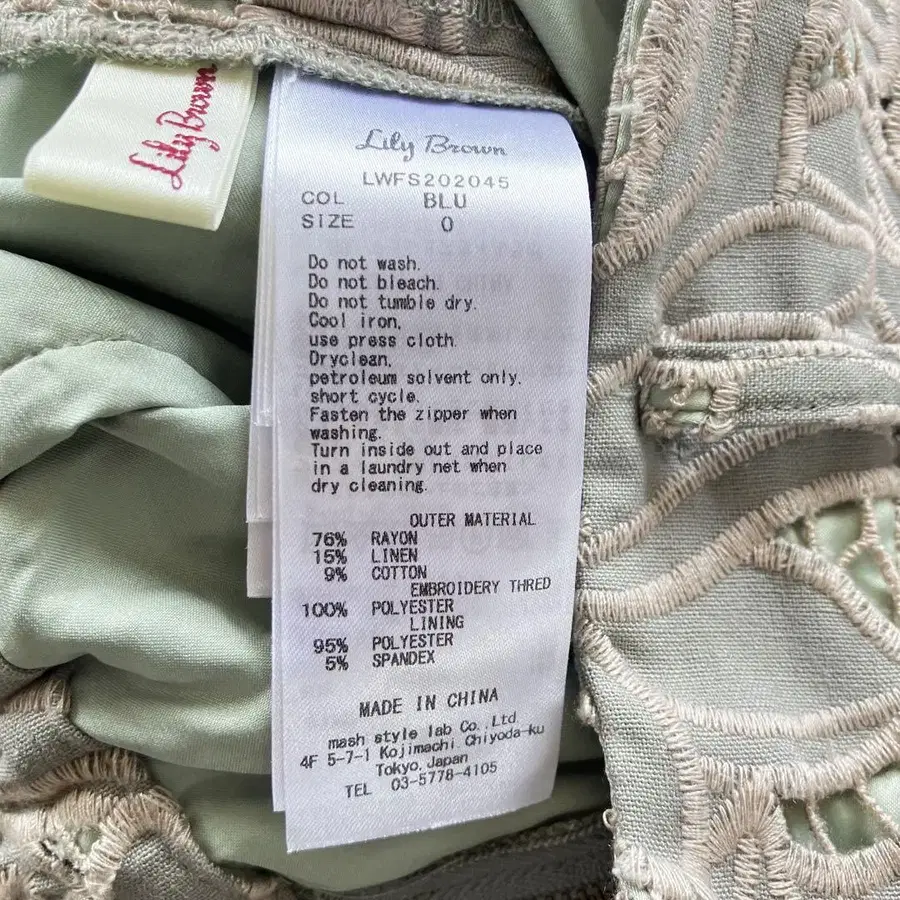 Lily Brown
Lily Brown
LWFS202045
COL BLU
SIZE 0
Do not wash.
Do not bleach.
Do not tumble dry.
Cool iron,
use press cloth.
Dryclean,
petroleum solvent only.
short cycle.
Fasten the zipper when
washing.
Turn inside out and place
in a laundry net when
dry cleaning.
OUTER MATERIAL
76% RAYON
15% LINEN
9% COTTON
EMBROIDERY THRED
100% POLYESTER
LINING
95% POLYESTER
5% SPANDEX
MADE IN CHINA
mash style lab Co.,Ltd.
4F 5-7-1 Kojimachi, Chiyoda-ku
Tokyo, Japan
TEL 03-5778-4105